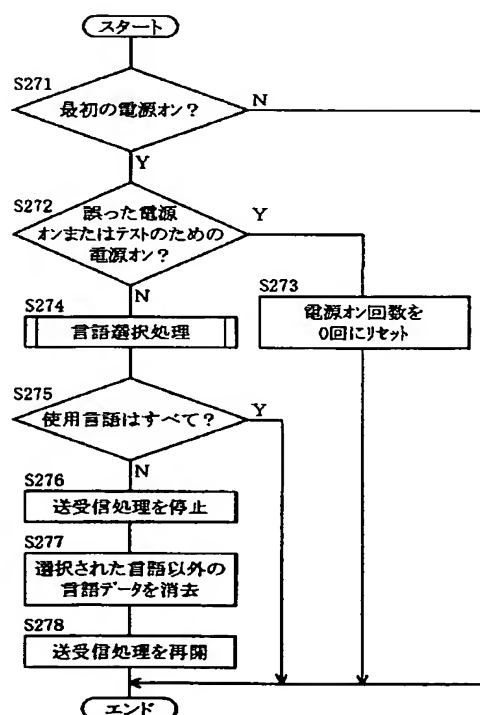 スタート
S271
最初の電源オン?
N
Y
S272
誤った電源
オンまたはテストのための
電源オン?
Y
N
S273
電源オン回数を
0回にリセット
S274
言語選択処理
S275
使用言語はすべて?
Y
N
S276
送受信処理を停止
S277
選択された言語以外の
言語データを消去
S278
送受信処理を再開
エンド